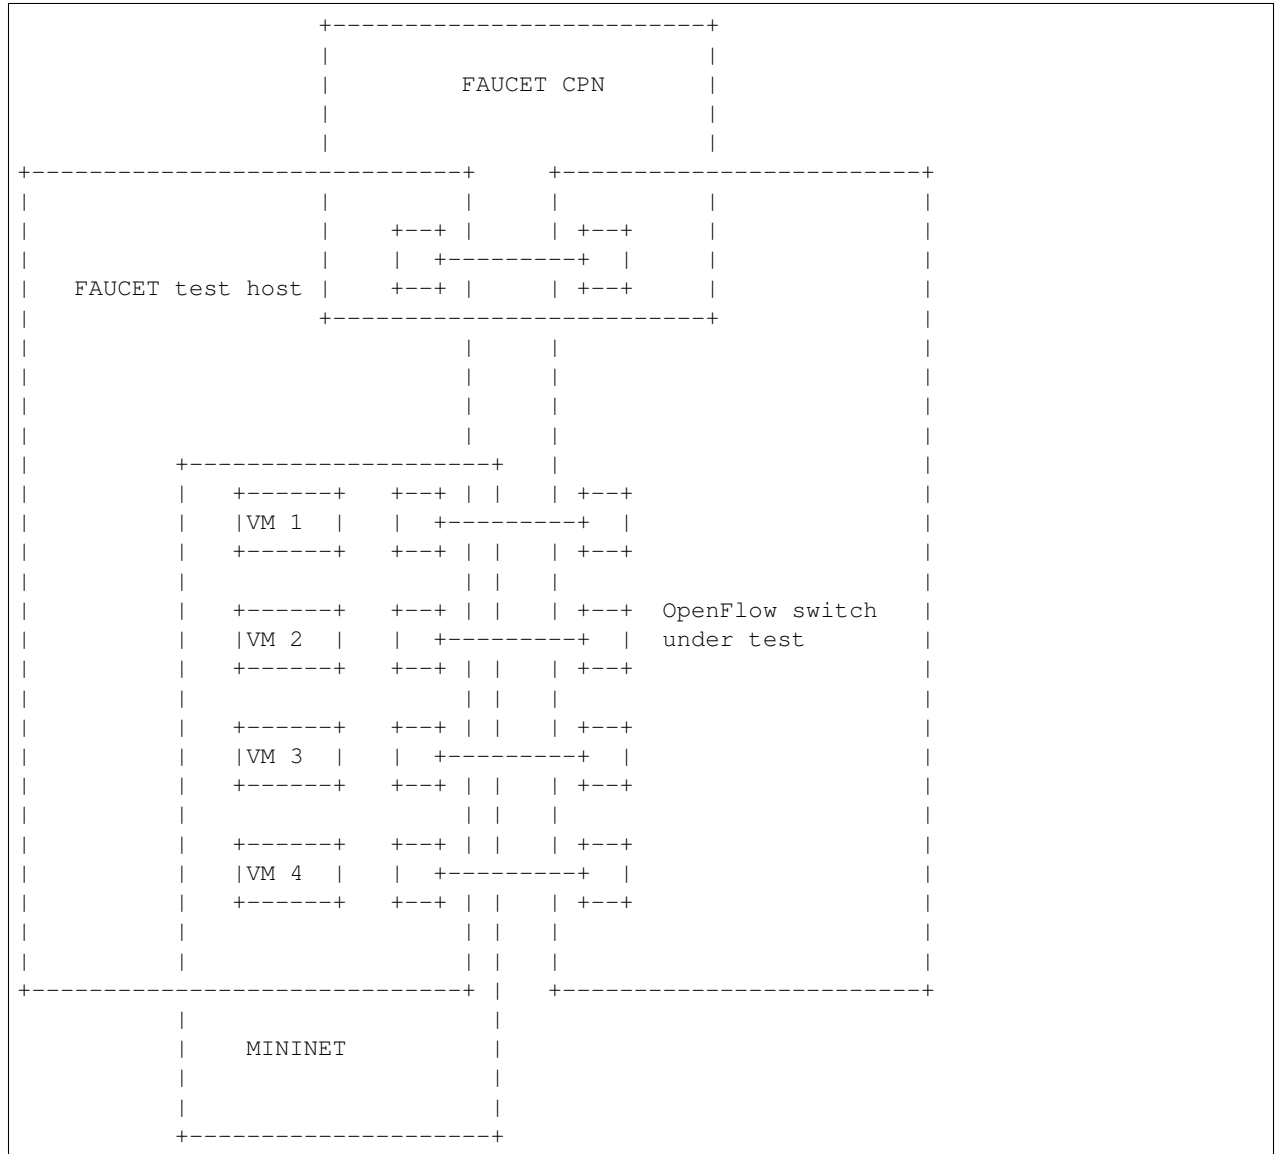 FAUCET CPN
FAUCET test host
VM 1
VM 2
OpenFlow switch
under test
VM 3
VM 4
MININET